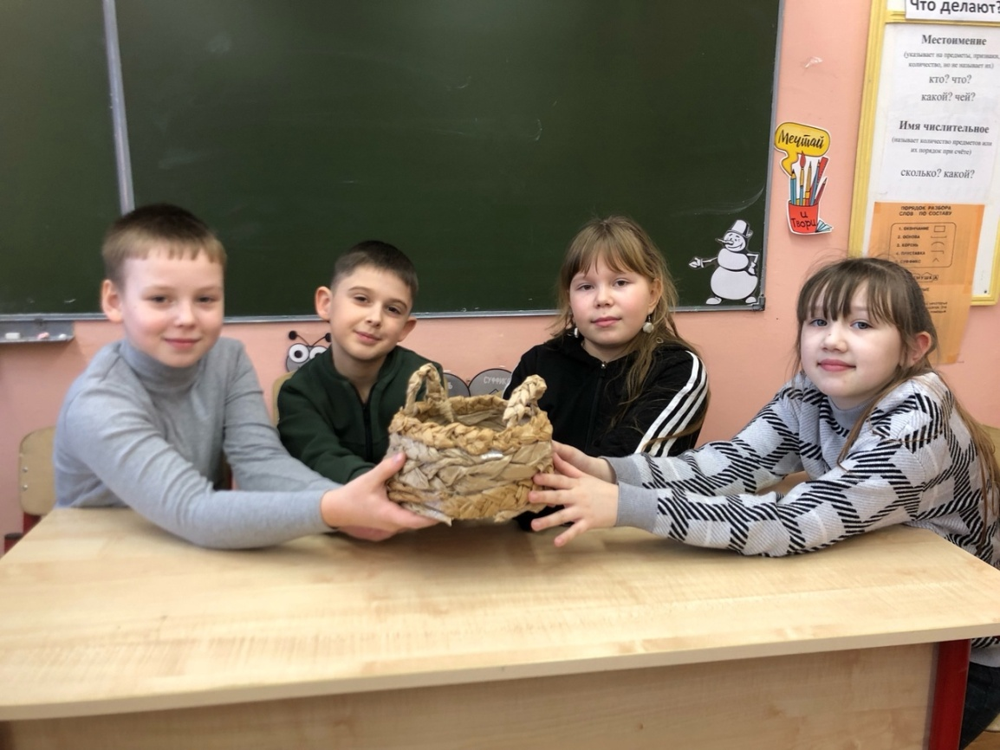 Что делают?
Местоимение
(указывает на предметы, признаки,
количество, но не называет их)
кто? что?
какой? чей?
Имя числительное
(называет количество предметов или
их порядок при счёте)
сколько? какой?
Мечтай
и
Твори
ПОРЯДОК РАЗБОРА
СЛОВ ПО СОСТАВУ
1. ОКОНЧАНИЕ
2. ОСНОВА
3. КОРЕНЬ
4. ПРИСТАВКА
5. СУФФИКС